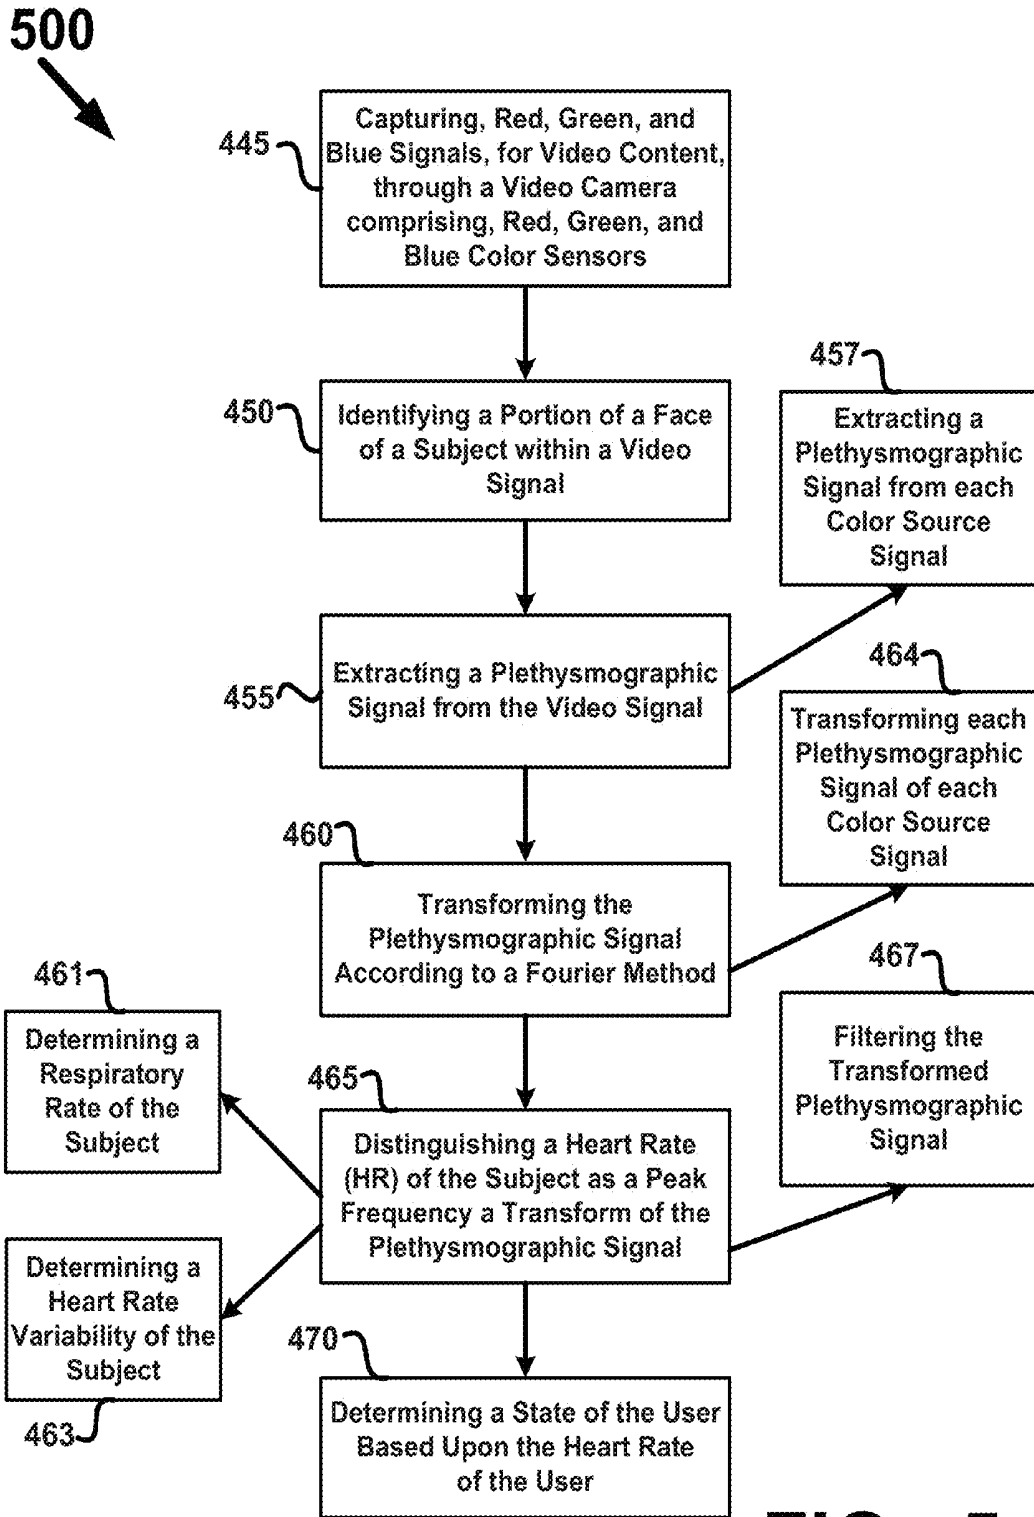 500
445
Capturing, Red, Green, and
Blue Signals, for Video Content,
through a Video Camera
comprising, Red, Green, and
Blue Color Sensors
450
Identifying a Portion of a Face
of a Subject within a Video
Signal
457
Extracting a
Plethysmographic
Signal from each
Color Source
Signal
455
Extracting a Plethysmographic
Signal from the Video Signal
464
Transforming each
Plethysmographic
Signal of each
Color Source
Signal
460
Transforming the
Plethysmographic Signal
According to a Fourier Method
467
Filtering the
Transformed
Plethysmographic
Signal
461
Determining a
Respiratory
Rate of the
Subject
465
Distinguishing a Heart Rate
(HR) of the Subject as a Peak
Frequency a Transform of the
Plethysmographic Signal
Determining a
Heart Rate
Variability of the
Subject
463
470
Determining a State of the User
Based Upon the Heart Rate
of the User